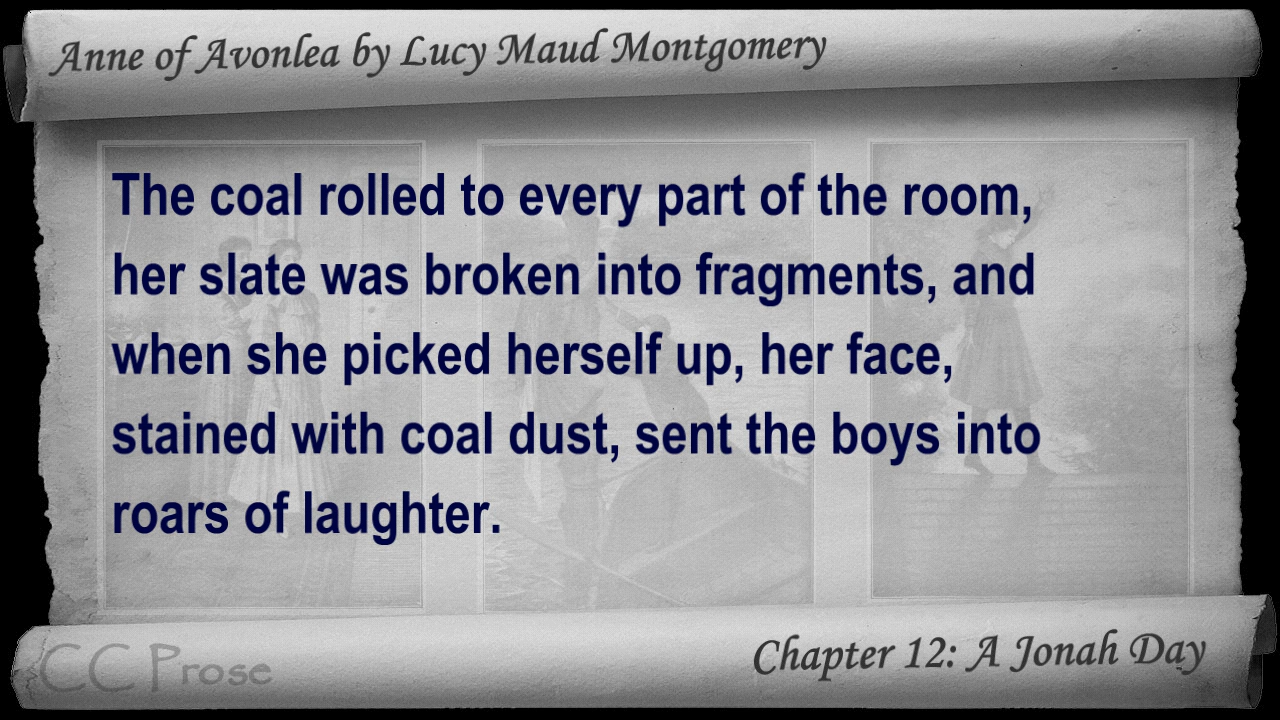 Anne of Avonlea by Lucy Maud Montgomery
The coal rolled to every part of the room,
her slate was broken into fragments, and
when she picked herself up, her face,
stained with coal dust, sent the boys into
roars of laughter.
CC Prose
Chapter 12: A Jonah Day